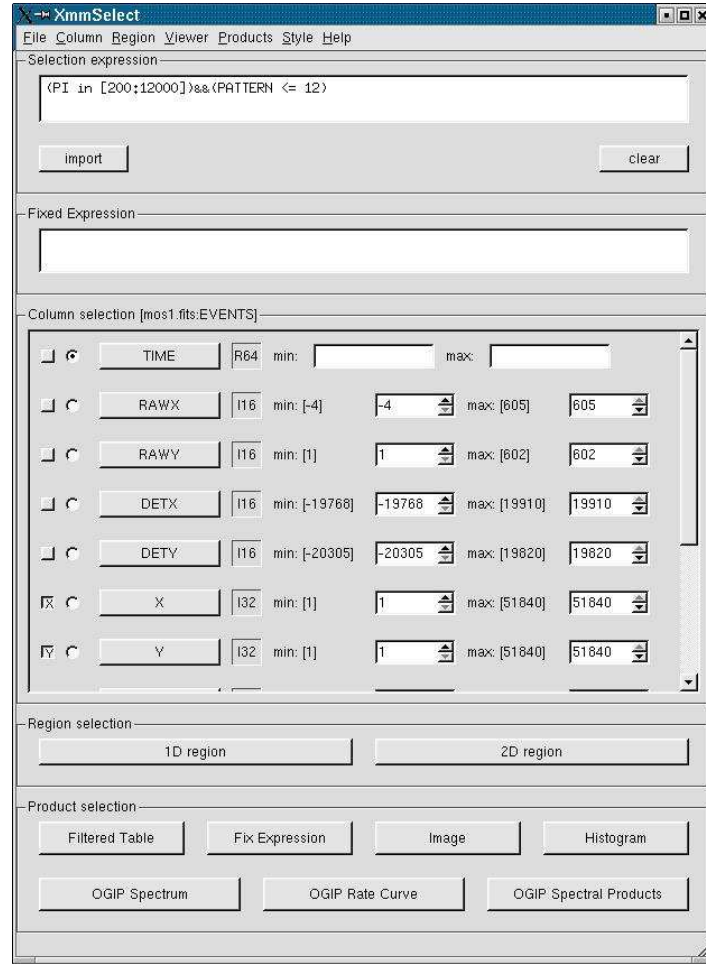 XmmSelect
File Column Region Viewer Products Style Help
Selection expression
(PI in [200:12000])&&(PATTERN <= 12)
import clear
Fixed Expression
Column selection [mos1.fits:EVENTS]
TIME R64 min: max:
RAWX I16 min: [-4] -4 max: [605] 605
RAWY I16 min: [1] 1 max: [602] 602
DETX I16 min: [-19768] -19768 max: [19910] 19910
DETY I16 min: [-20305] -20305 max: [19820] 19820
X X I32 min: [1] 1 max: [51840] 51840
Y Y I32 min: [1] 1 max: [51840] 51840
Region selection
1D region 2D region
Product selection
Filtered Table Fix Expression Image Histogram
OGIP Spectrum OGIP Rate Curve OGIP Spectral Products